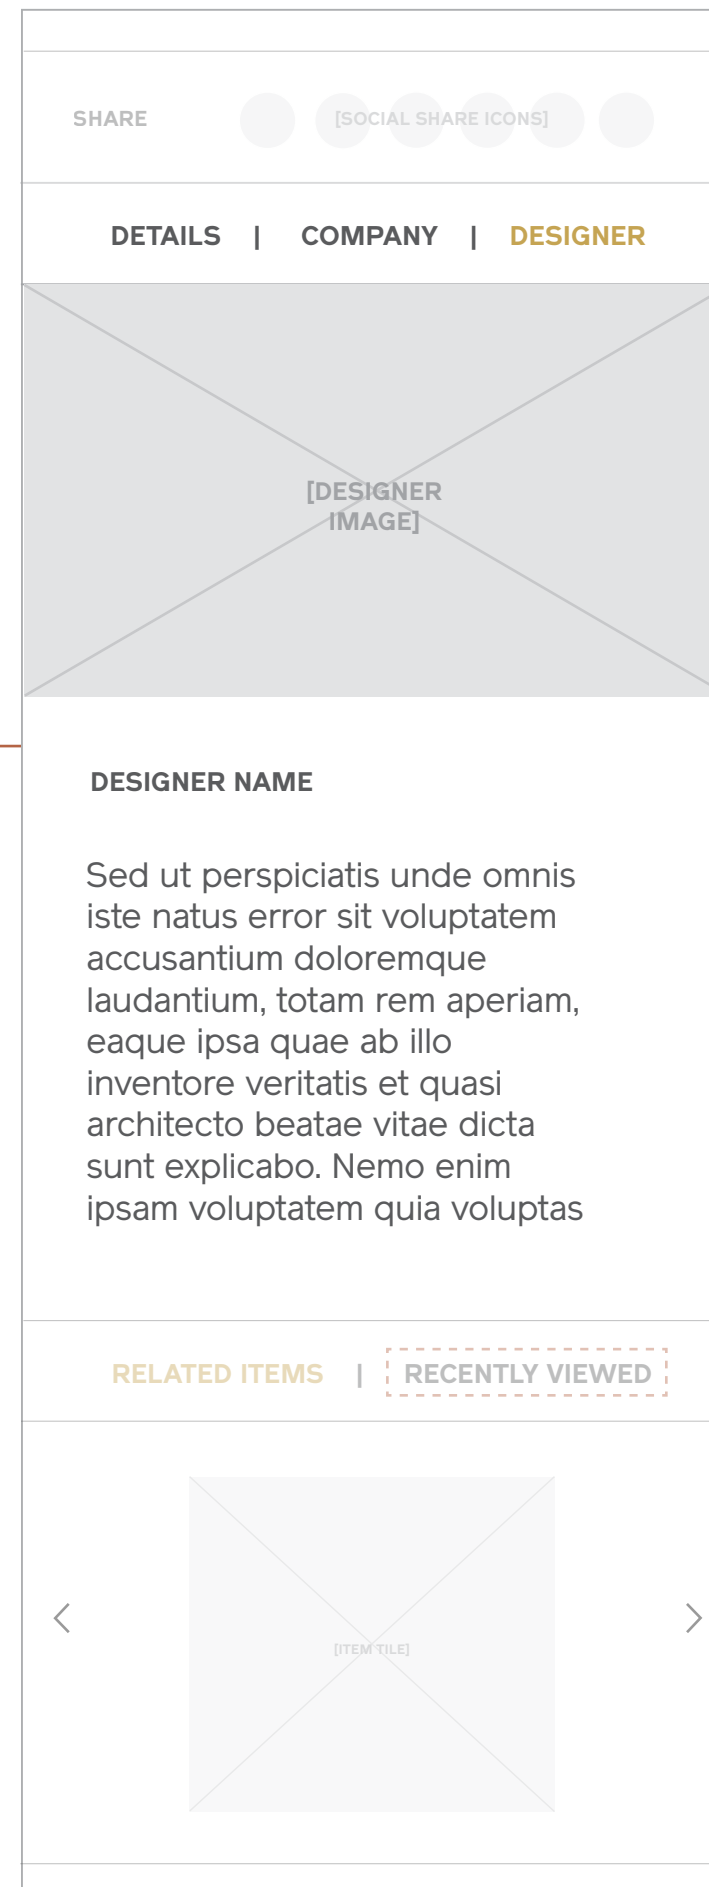 SHARE [SOCIAL SHARE ICONS]
DETAILS | COMPANY | DESIGNER
[DESIGNER
IMAGE]
DESIGNER NAME
Sed ut perspiciatis unde omnis
iste natus error sit voluptatem
accusantium doloremque
laudantium, totam rem aperiam,
eaque ipsa quae ab illo
inventore veritatis et quasi
architecto beatae vitae dicta
sunt explicabo. Nemo enim
ipsam voluptatem quia voluptas
RELATED ITEMS | RECENTLY VIEWED
[ITEM TILE]